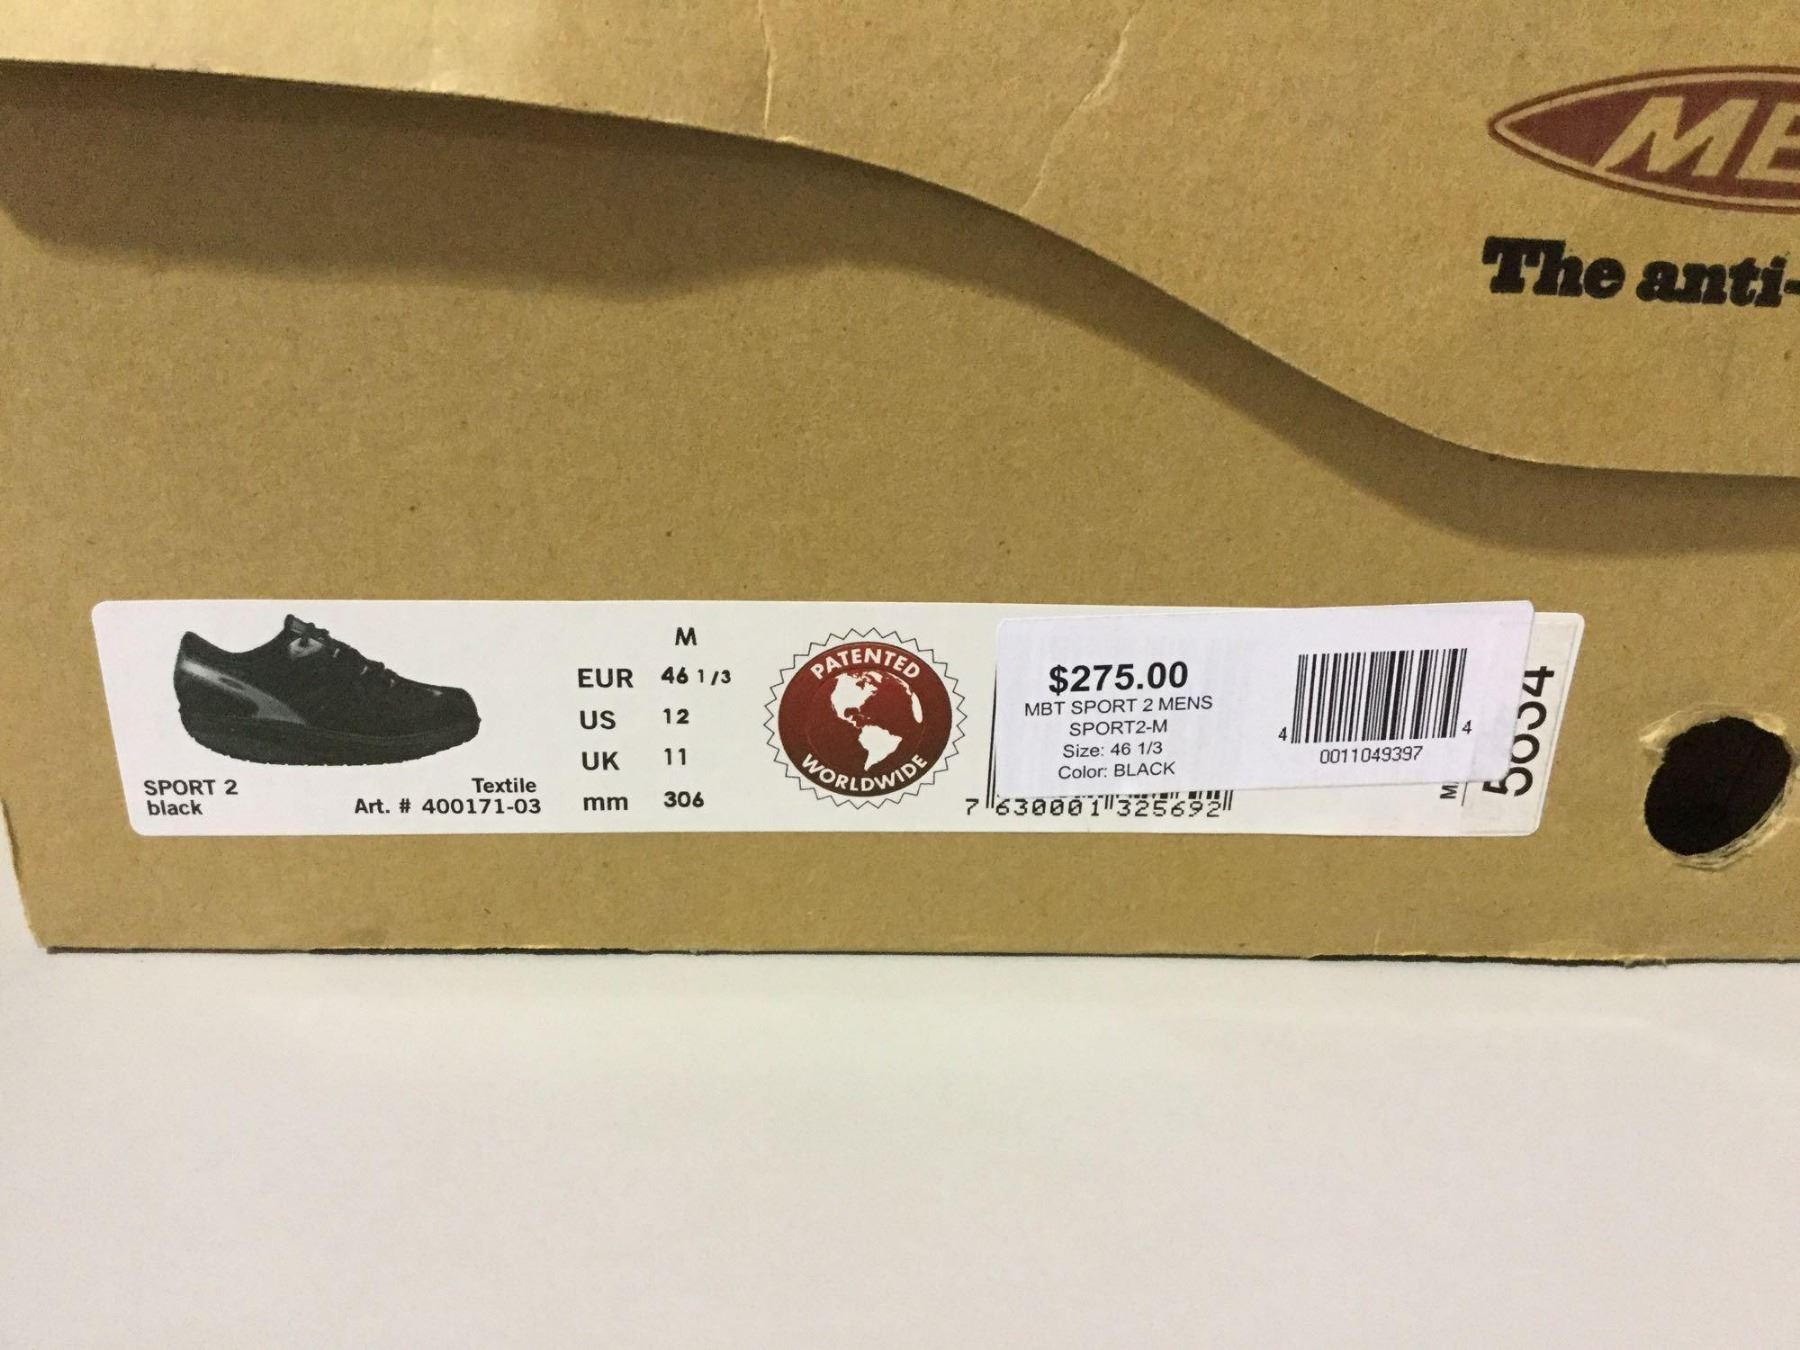 The anti-
M
EUR 46 1/3
US 12
UK 11
mm 306
SPORT 2
black
Textile
Art. # 400171-03
PATENTED
WORLDWIDE
$275.00
MBT SPORT 2 MENS
SPORT2-M
Size: 46 1/3
Color: BLACK
4 4
0011049397
7 630001 325692